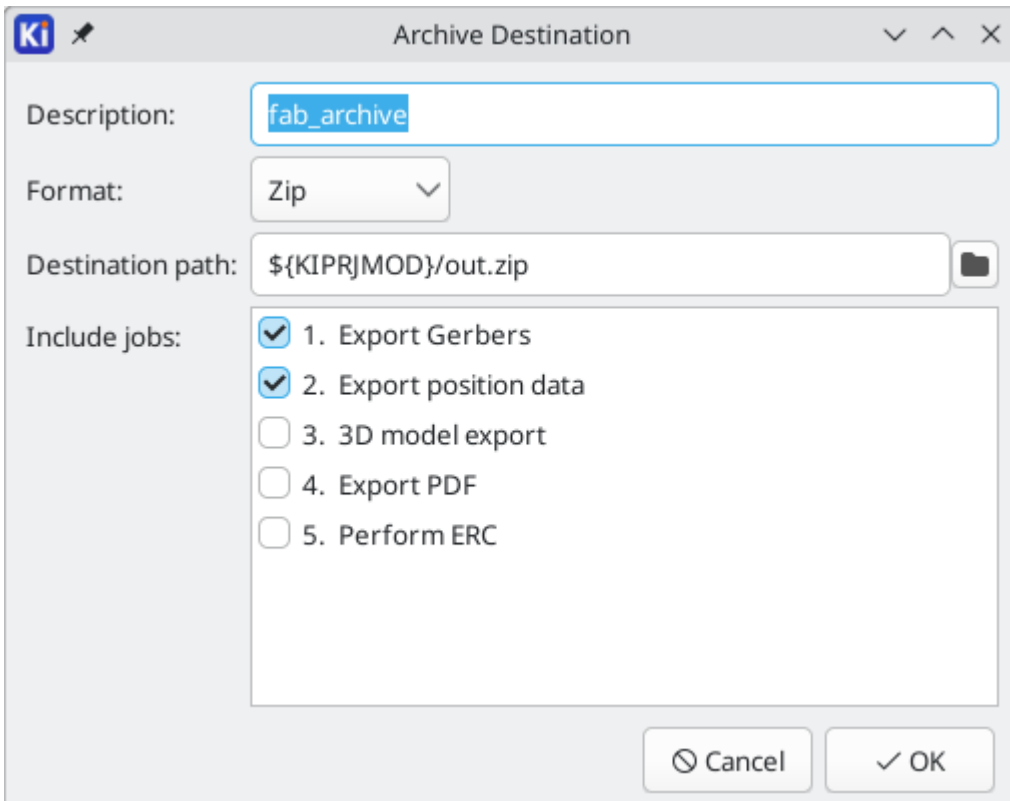 Ki
Archive Destination
Description: fab_archive
Format: Zip
Destination path: ${KIPRJMOD}/out.zip
Include jobs:
1. Export Gerbers
2. Export position data
3. 3D model export
4. Export PDF
5. Perform ERC
Cancel OK